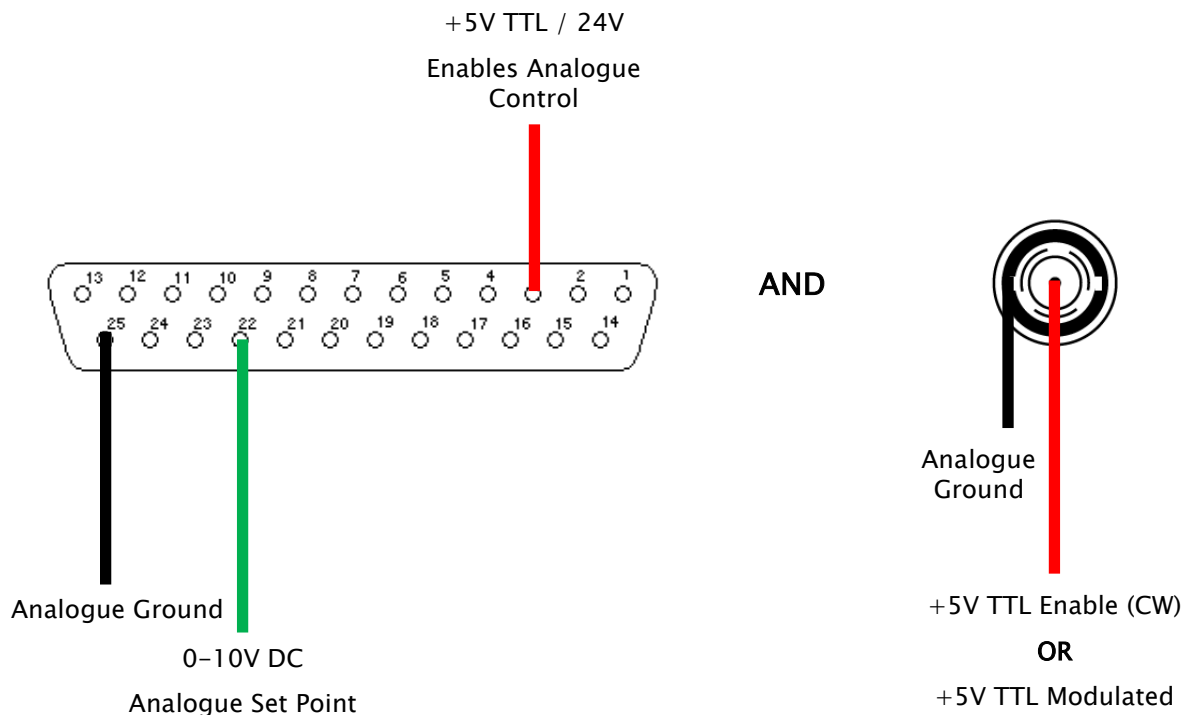 +5V TTL / 24V
Enables Analogue
Control
13 12 11 10 9 8 7 6 5 4 2 1
25 24 23 22 21 20 19 18 17 16 15 14
AND
Analogue
Ground
Analogue Ground
0-10V DC
Analogue Set Point
+5V TTL Enable (CW)
OR
+5V TTL Modulated